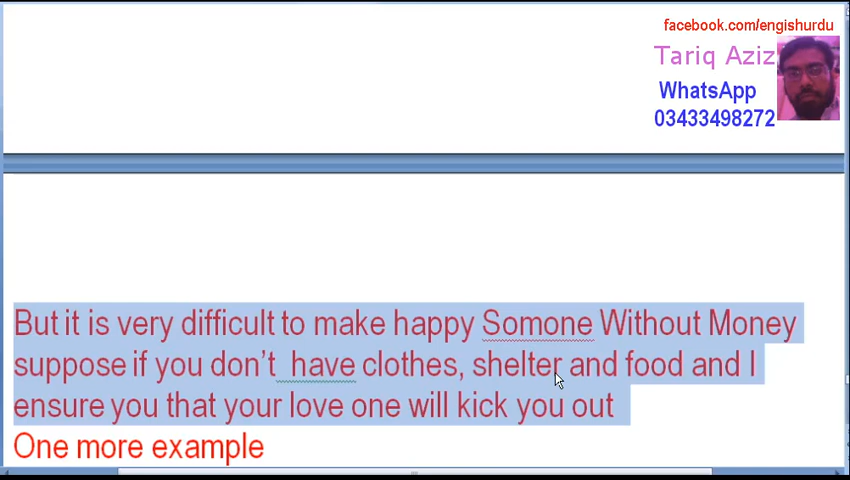 facebook.com/engishurdu
Tariq Aziz
WhatsApp
03433498272
But it is very difficult to make happy Somone Without Money
suppose if you don't have clothes, shelter and food and I
ensure you that your love one will kick you out
One more example